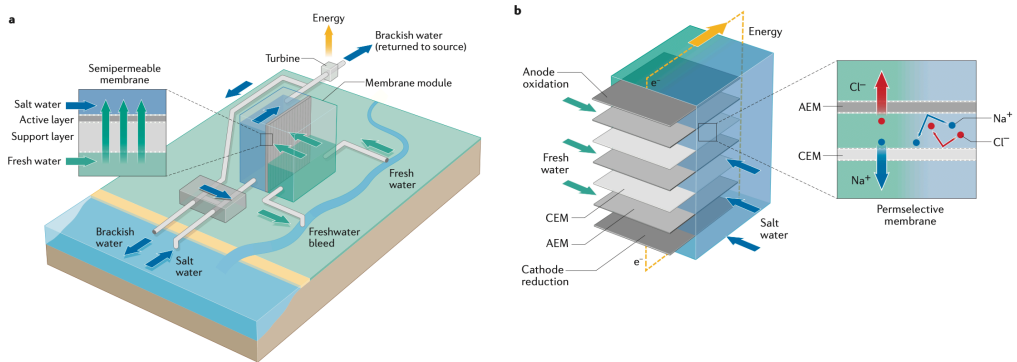 a
Energy
Turbine
Brackish water
(returned to source)
Membrane module
Semipermeable
membrane
Salt water
Active layer
Support layer
Fresh water
Fresh
water
Freshwater
bleed
Brackish
water
Salt
water
b
Energy
e–
Anode
oxidation
Fresh
water
CEM
AEM
Cathode
reduction
e–
Salt
water
Cl–
AEM
Na+
Cl–
CEM
Na+
Permselective
membrane